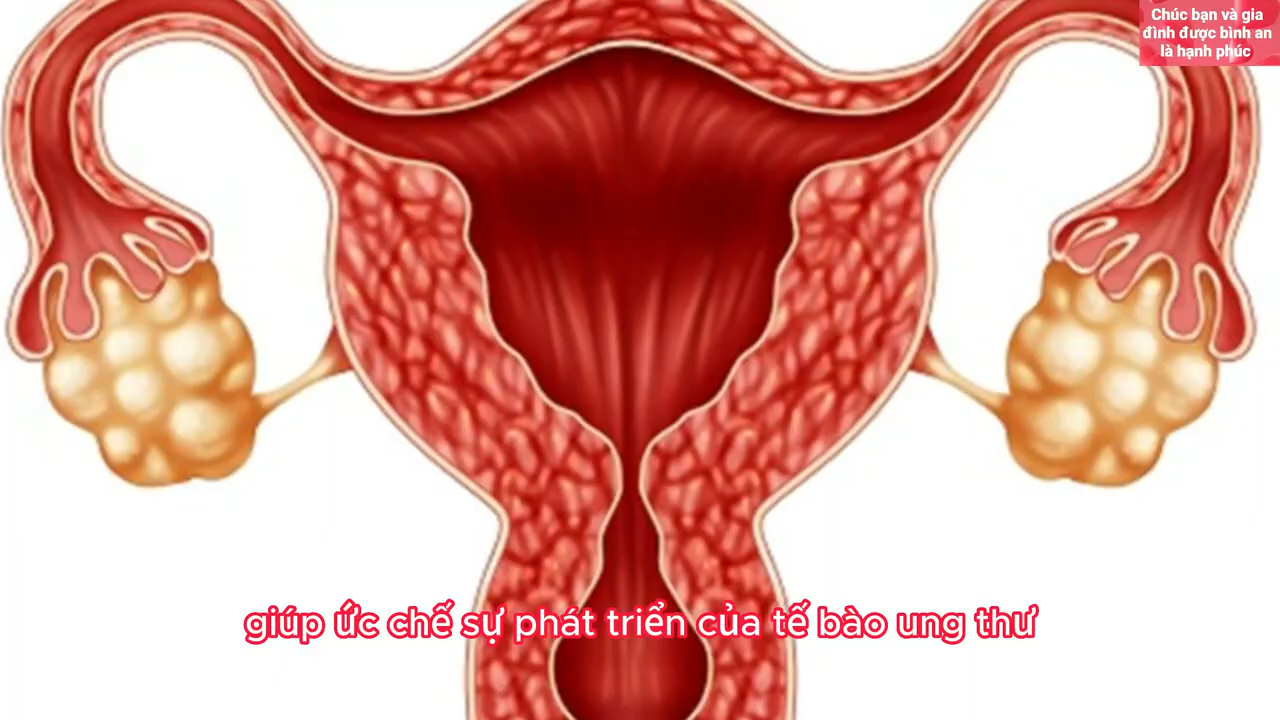 Chúc bạn và gia
đình được bình an
là hạnh phúc
giúp ức chế sự phát triển của tế bào ung thư